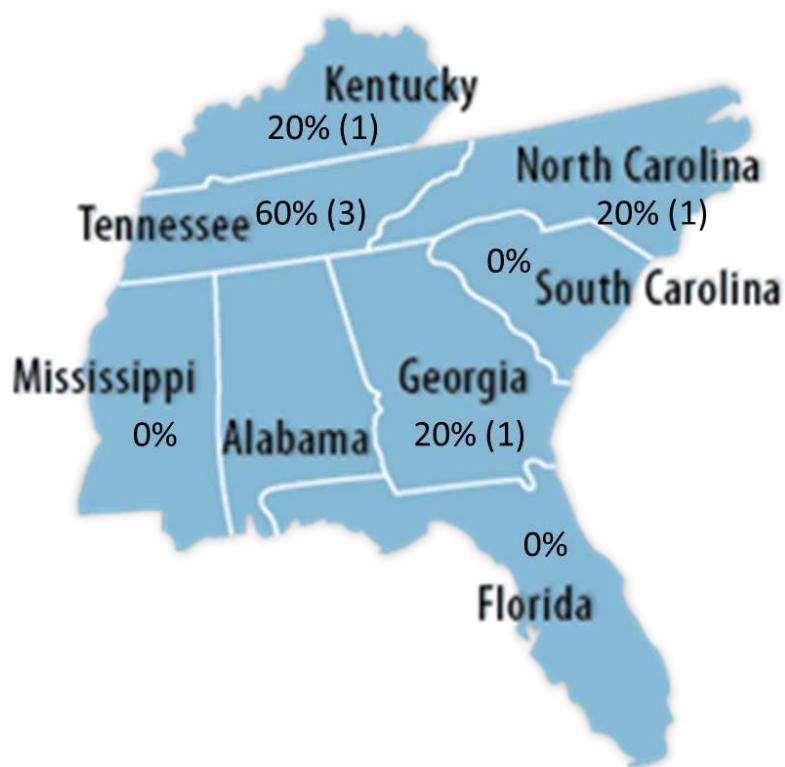 Kentucky
20% (1)
North Carolina
20% (1)
Tennessee 60% (3)
0%
South Carolina
Mississippi
0%
Alabama
Georgia
20% (1)
0%
Florida